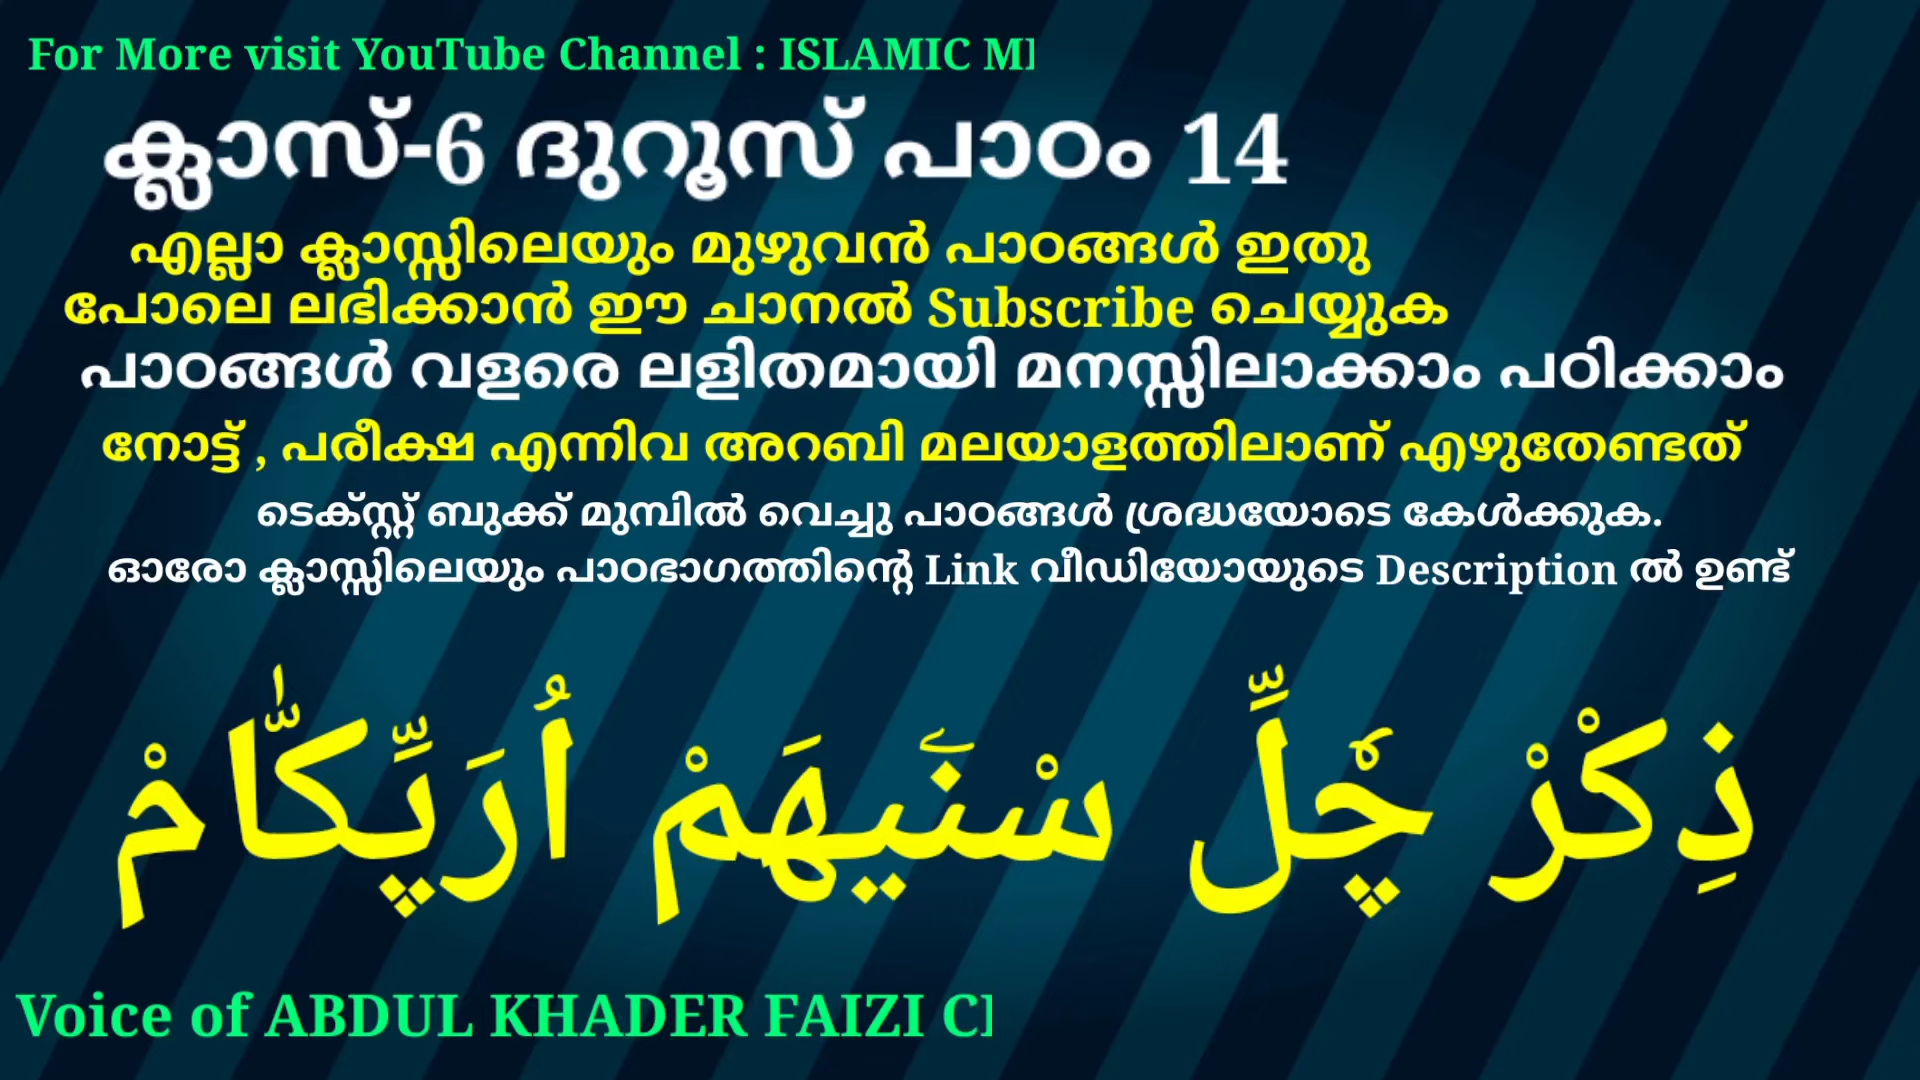 For More visit YouTube Channel : ISLAMIC
ക്ലാസ്-6 ദുറൂസ് പാഠം 14
എല്ലാ ക്ലാസ്സിലെയും മുഴുവൻ പാഠങ്ങൾ ഇതു
പോലെ ലഭിക്കാൻ ഈ ചാനൽ Subscribe ചെയ്യുക
പാഠങ്ങൾ വളരെ ലളിതമായി മനസ്സിലാക്കാം പഠിക്കാം
നോട്ട് , പരീക്ഷ എന്നിവ അറബി മലയാളത്തിലാണ് എഴുതേണ്ടത്
ടെക്സ്റ്റ് ബുക്ക് മുമ്പിൽ വെച്ചു പാഠങ്ങൾ ശ്രദ്ധയോടെ കേൾക്കുക.
ഓരോ ക്ലാസ്സിലെയും പാഠഭാഗത്തിന്റെ Link വീഡിയോയുടെ Description ൽ ഉണ്ട്
ذِكْرْ چٗلِّ سْنَيٰهَمْ اُرَپِّكّٰامْ
Voice of ABDUL KHADER FAIZI